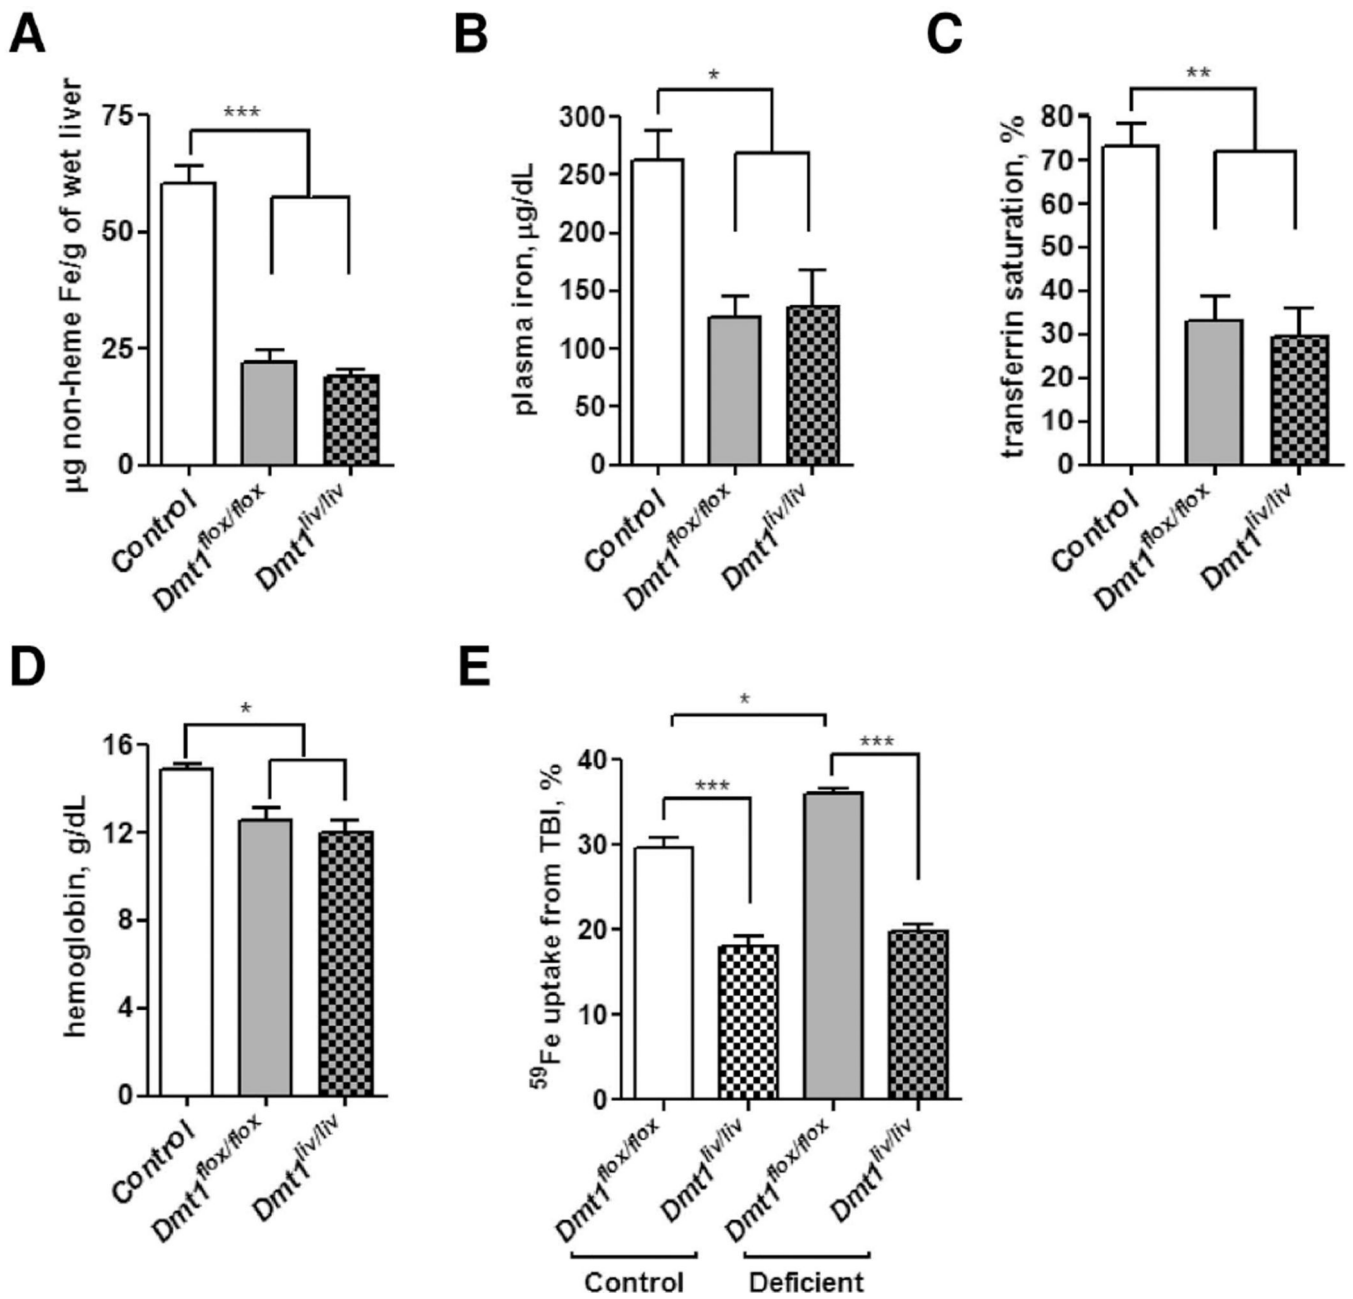 A
***
µg non-heme Fe/g of wet liver
75
50
25
0
Control
Dmt1flox/flox
Dmt1liv/liv
B
*
plasma iron, µg/dL
300
250
200
150
100
50
0
Control
Dmt1flox/flox
Dmt1liv/liv
C
**
transferrin saturation, %
80
70
60
50
40
30
20
10
0
Control
Dmt1flox/flox
Dmt1liv/liv
D
*
hemoglobin, g/dL
16
12
8
4
0
Control
Dmt1flox/flox
Dmt1liv/liv
E
*
***
***
59Fe uptake from TBI, %
40
30
20
10
0
Dmt1flox/flox
Dmt1liv/liv
Dmt1flox/flox
Dmt1liv/liv
Control
Deficient